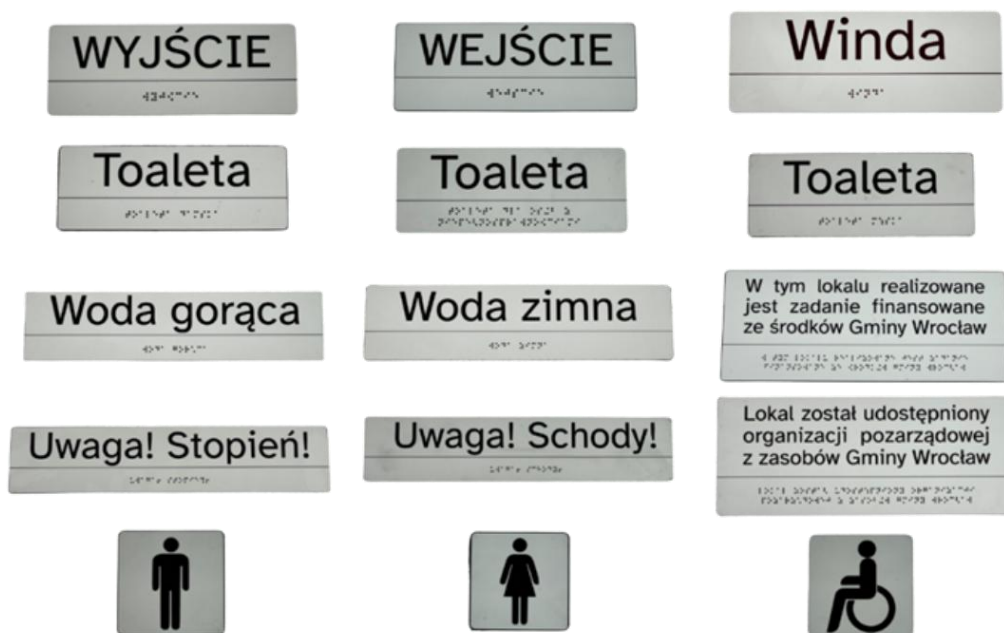 WYJŚCIE
WEJŚCIE
Winda
Toaleta
Toaleta
Toaleta
Woda gorąca
Woda zimna
W tym lokalu realizowane
jest zadanie finansowane
ze środków Gminy Wrocław
Uwaga! Stopień!
Uwaga! Schody!
Lokal został udostępniony
organizacji pozarządowej
z zasobów Gminy Wrocław